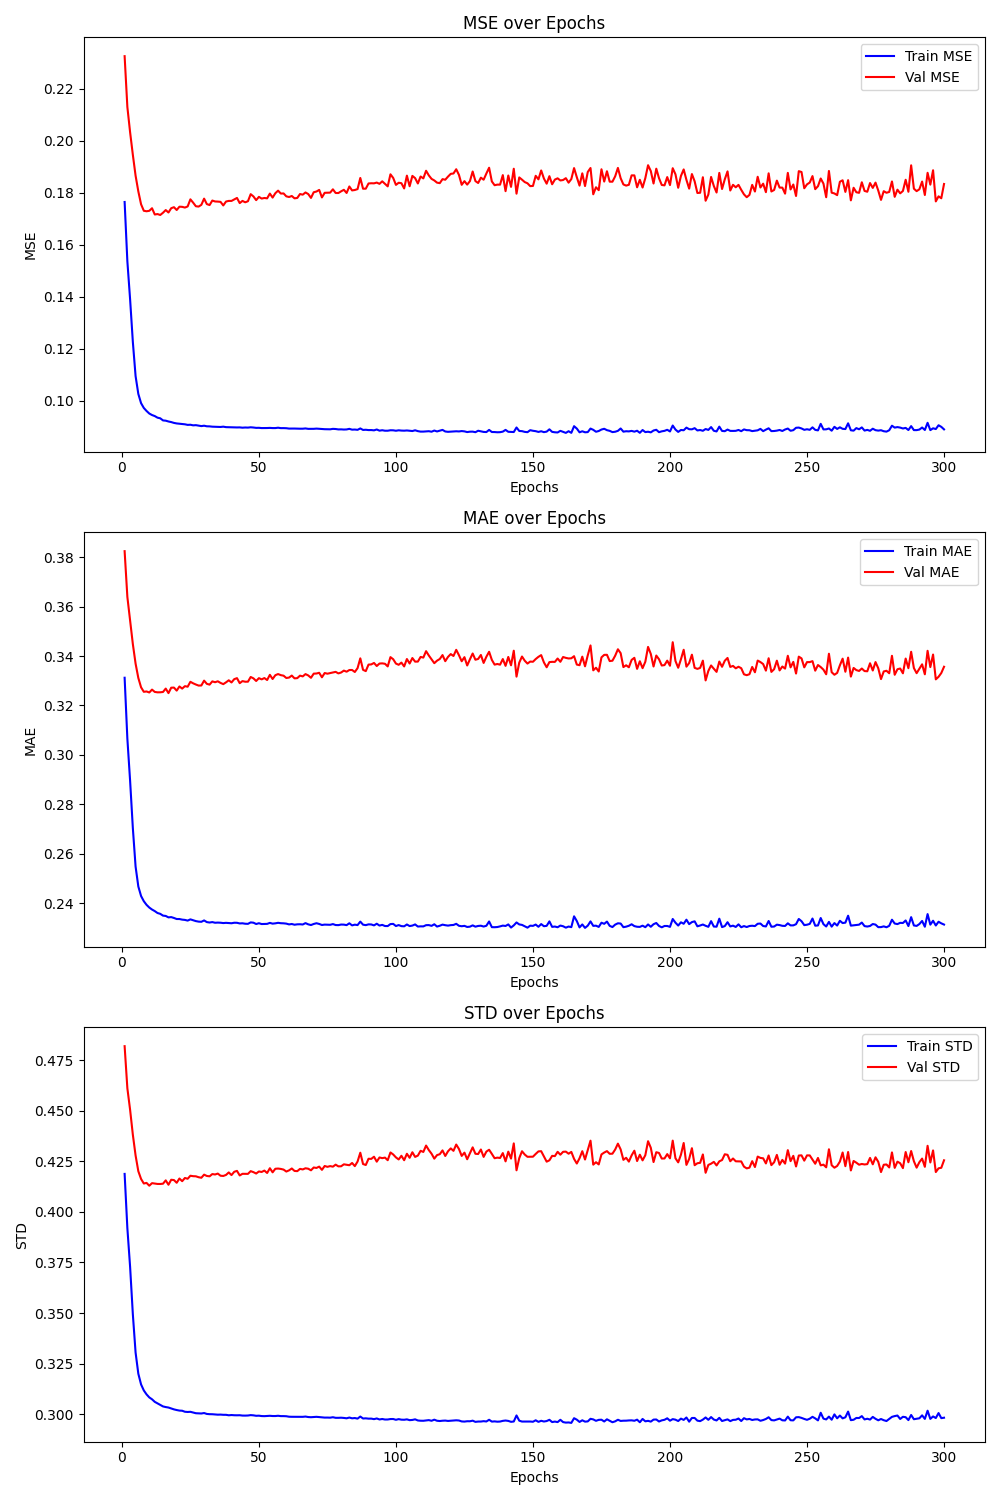 MSE over Epochs
Train MSE
Val MSE
0.22
0.20
0.18
0.16
0.14
0.12
0.10
MSE
0 50 100 150 200 250 300
Epochs
MAE over Epochs
Train MAE
Val MAE
0.38
0.36
0.34
0.32
0.30
0.28
0.26
0.24
MAE
0 50 100 150 200 250 300
Epochs
STD over Epochs
Train STD
Val STD
0.475
0.450
0.425
0.400
0.375
0.350
0.325
0.300
STD
0 50 100 150 200 250 300
Epochs